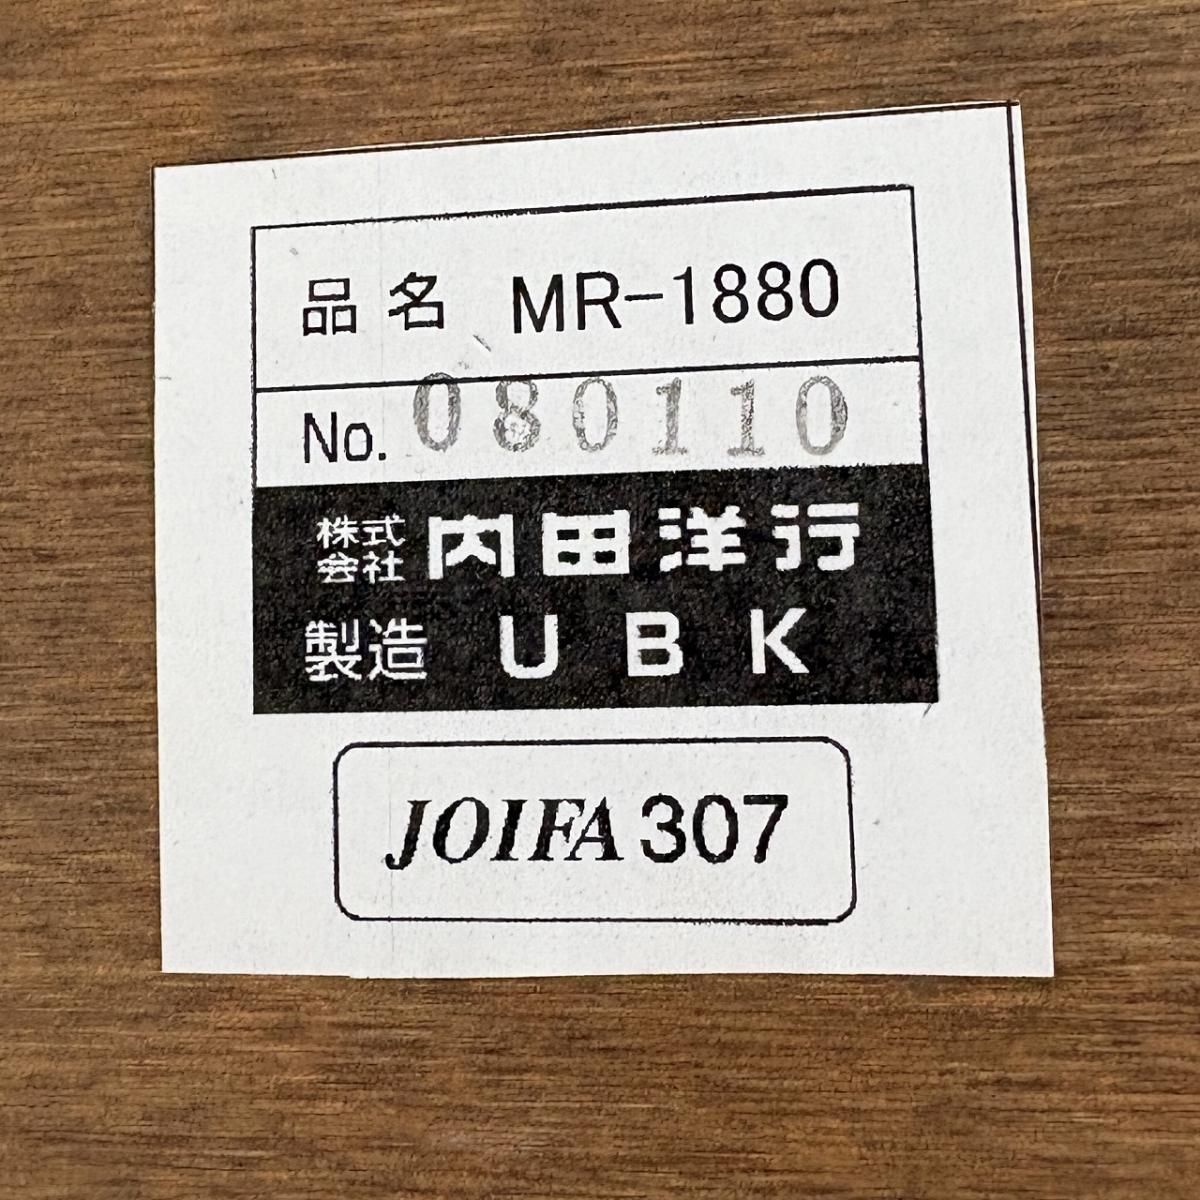 品名 MR-1880
No. 080110
株式会社 内田洋行
製造 UBK
JOIFA 307